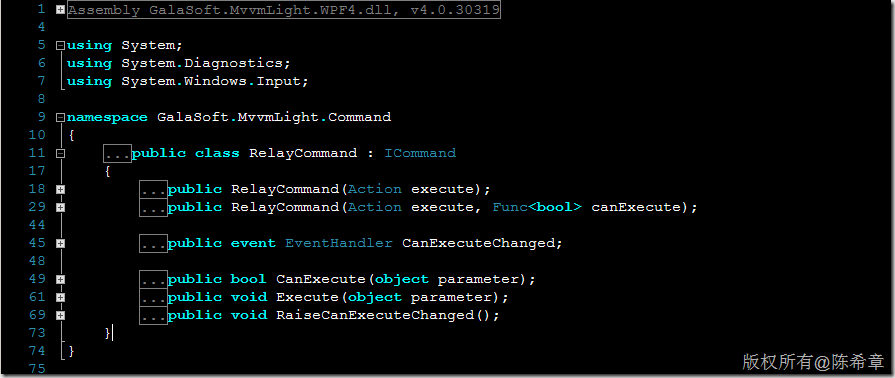 1 Assembly GalaSoft.MvvmLight.WPF4.dll, v4.0.30319
4
5 using System;
6 using System.Diagnostics;
7 using System.Windows.Input;
8
9 namespace GalaSoft.MvvmLight.Command
10 {
11 ...public class RelayCommand : ICommand
17 {
18 ...public RelayCommand(Action execute);
29 ...public RelayCommand(Action execute, Func<bool> canExecute);
44
45 ...public event EventHandler CanExecuteChanged;
48
49 ...public bool CanExecute(object parameter);
61 ...public void Execute(object parameter);
69 ...public void RaiseCanExecuteChanged();
73 }
74 }
75
版权所有@陈希章